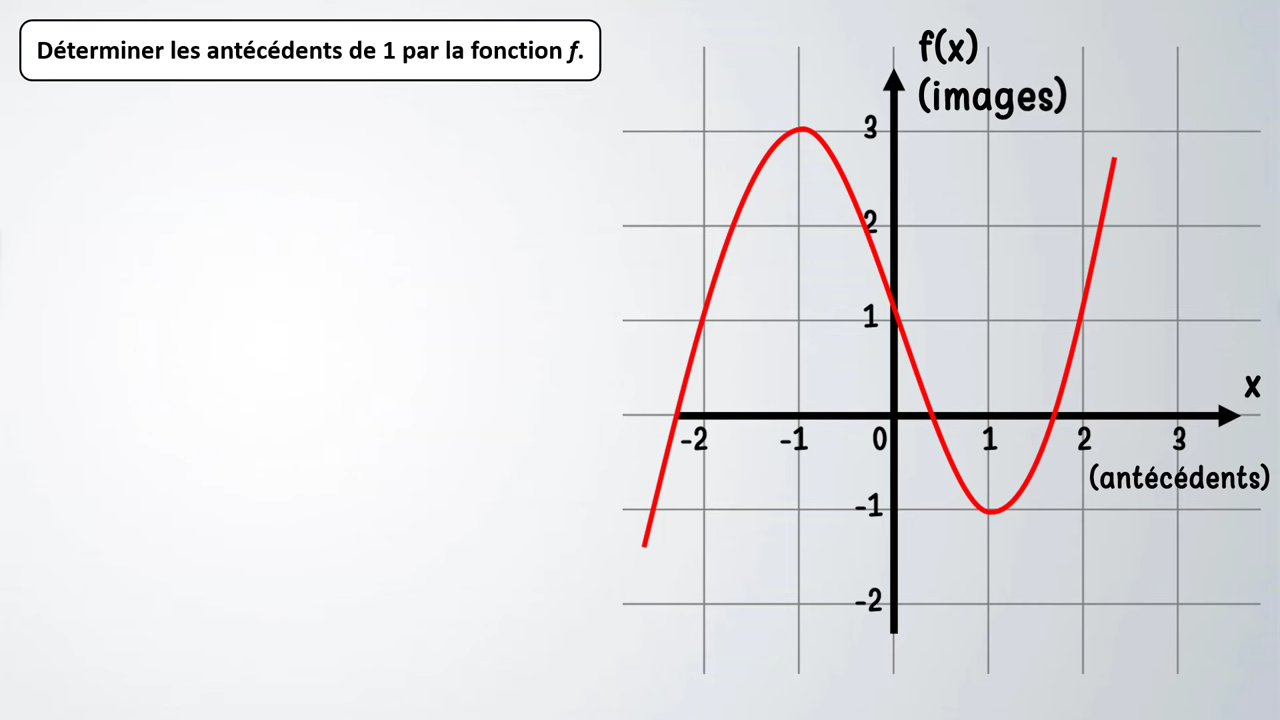 Déterminer les antécédents de 1 par la fonction f.
f(x)
(images)
3
2
1
x
-2 -1 0 1 2 3
(antécédents)
-1
-2